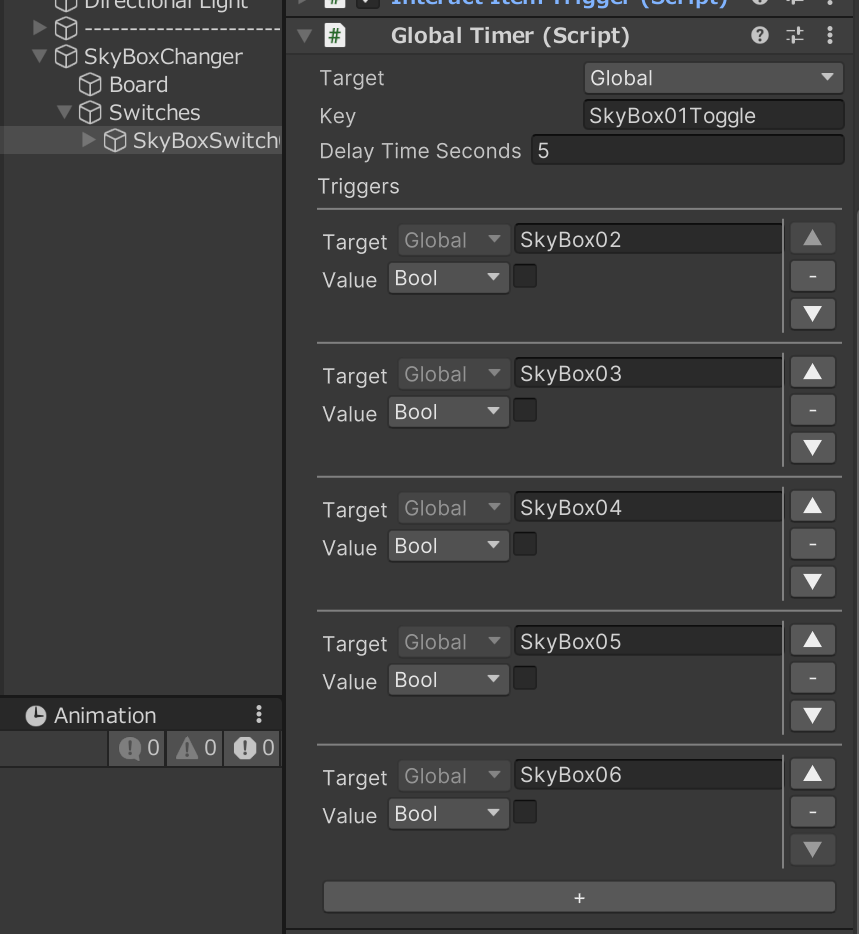 Directional Light
--------------------
SkyBoxChanger
Board
Switches
SkyBoxSwitch
Animation
0 0 0
Interact Item Trigger (Script)
# Global Timer (Script)
Target Global
Key SkyBox01Toggle
Delay Time Seconds 5
Triggers
Target Global SkyBox02
Value Bool
-
Target Global SkyBox03
Value Bool
-
Target Global SkyBox04
Value Bool
-
Target Global SkyBox05
Value Bool
-
Target Global SkyBox06
Value Bool
-
+